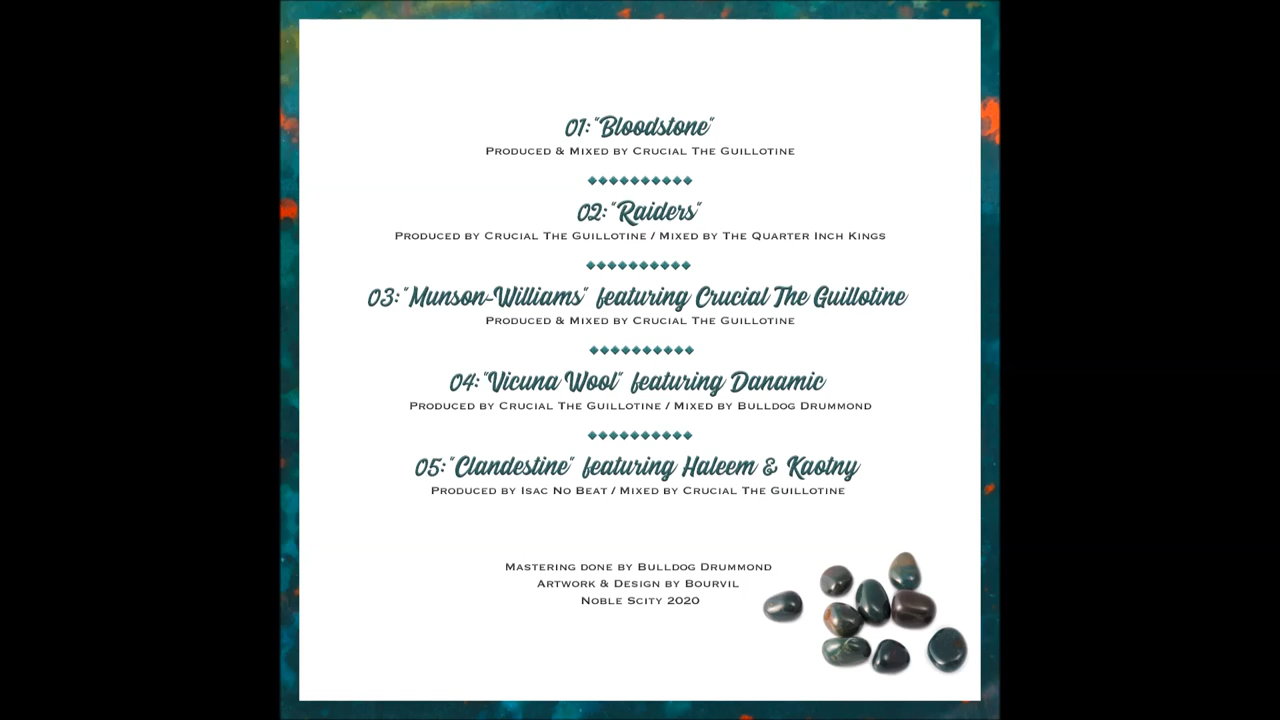 01: "Bloodstone"
Produced & Mixed by Crucial The Guillotine
02: "Raiders"
Produced by Crucial The Guillotine / Mixed by The Quarter Inch Kings
03: "Munson-Williams" featuring Crucial The Guillotine
Produced & Mixed by Crucial The Guillotine
04: "Vicuna Wool" featuring Danamic
Produced by Crucial The Guillotine / Mixed by Bulldog Drummond
05: "Clandestine" featuring Haleem & Kaotny
Produced by Isac No Beat / Mixed by Crucial The Guillotine
Mastering done by Bulldog Drummond
Artwork & Design by Bourvil
Noble Scity 2020